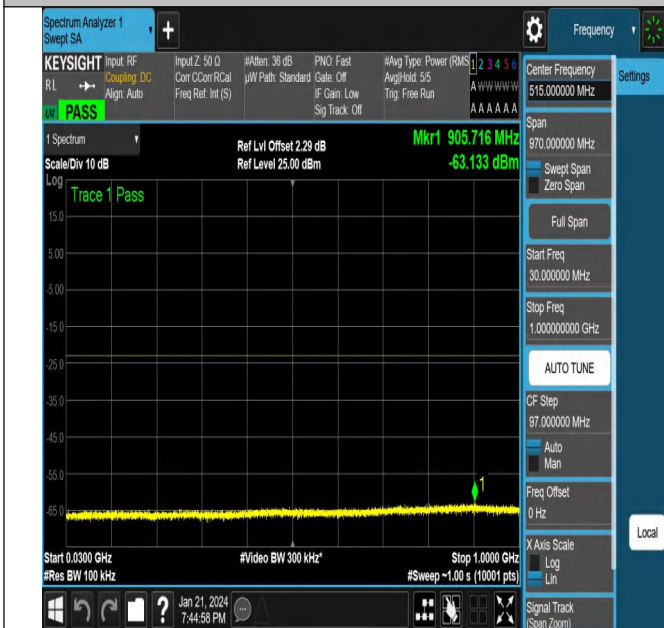 Spectrum Analyzer 1
Swept SA
+
Frequency
KEYSIGHT
RL
Input: RF
Coupling: DC
Align: Auto
Input Z: 50 Ω
Corr CCorr RCal
Freq Ref: Int (S)
#Atten: 36 dB
µW Path: Standard
PNO: Fast
Gate: Off
IF Gain: Low
Sig Track: Off
#Avg Type: Power (RMS
Avg|Hold: 5/5
Trig: Free Run
1 2 3 4 5 6
A W W W W W
A A A A A A
LXI
PASS
1 Spectrum
Scale/Div 10 dB
Ref Lvl Offset 2.29 dB
Ref Level 25.00 dBm
Mkr1 905.716 MHz
-63.133 dBm
Log
Trace 1 Pass
15.0
5.00
-5.00
-15.0
-25.0
-35.0
-45.0
-55.0
-65.0
1
Start 0.0300 GHz
#Res BW 100 kHz
#Video BW 300 kHz*
Stop 1.0000 GHz
#Sweep ~1.00 s (10001 pts)
Jan 21, 2024
7:44:58 PM
?
Center Frequency
515.000000 MHz
Settings
Span
970.000000 MHz
Swept Span
Zero Span
Full Span
Start Freq
30.000000 MHz
Stop Freq
1.000000000 GHz
AUTO TUNE
CF Step
97.000000 MHz
Auto
Man
Freq Offset
0 Hz
Local
X Axis Scale
Log
Lin
Signal Track
(Span Zoom)